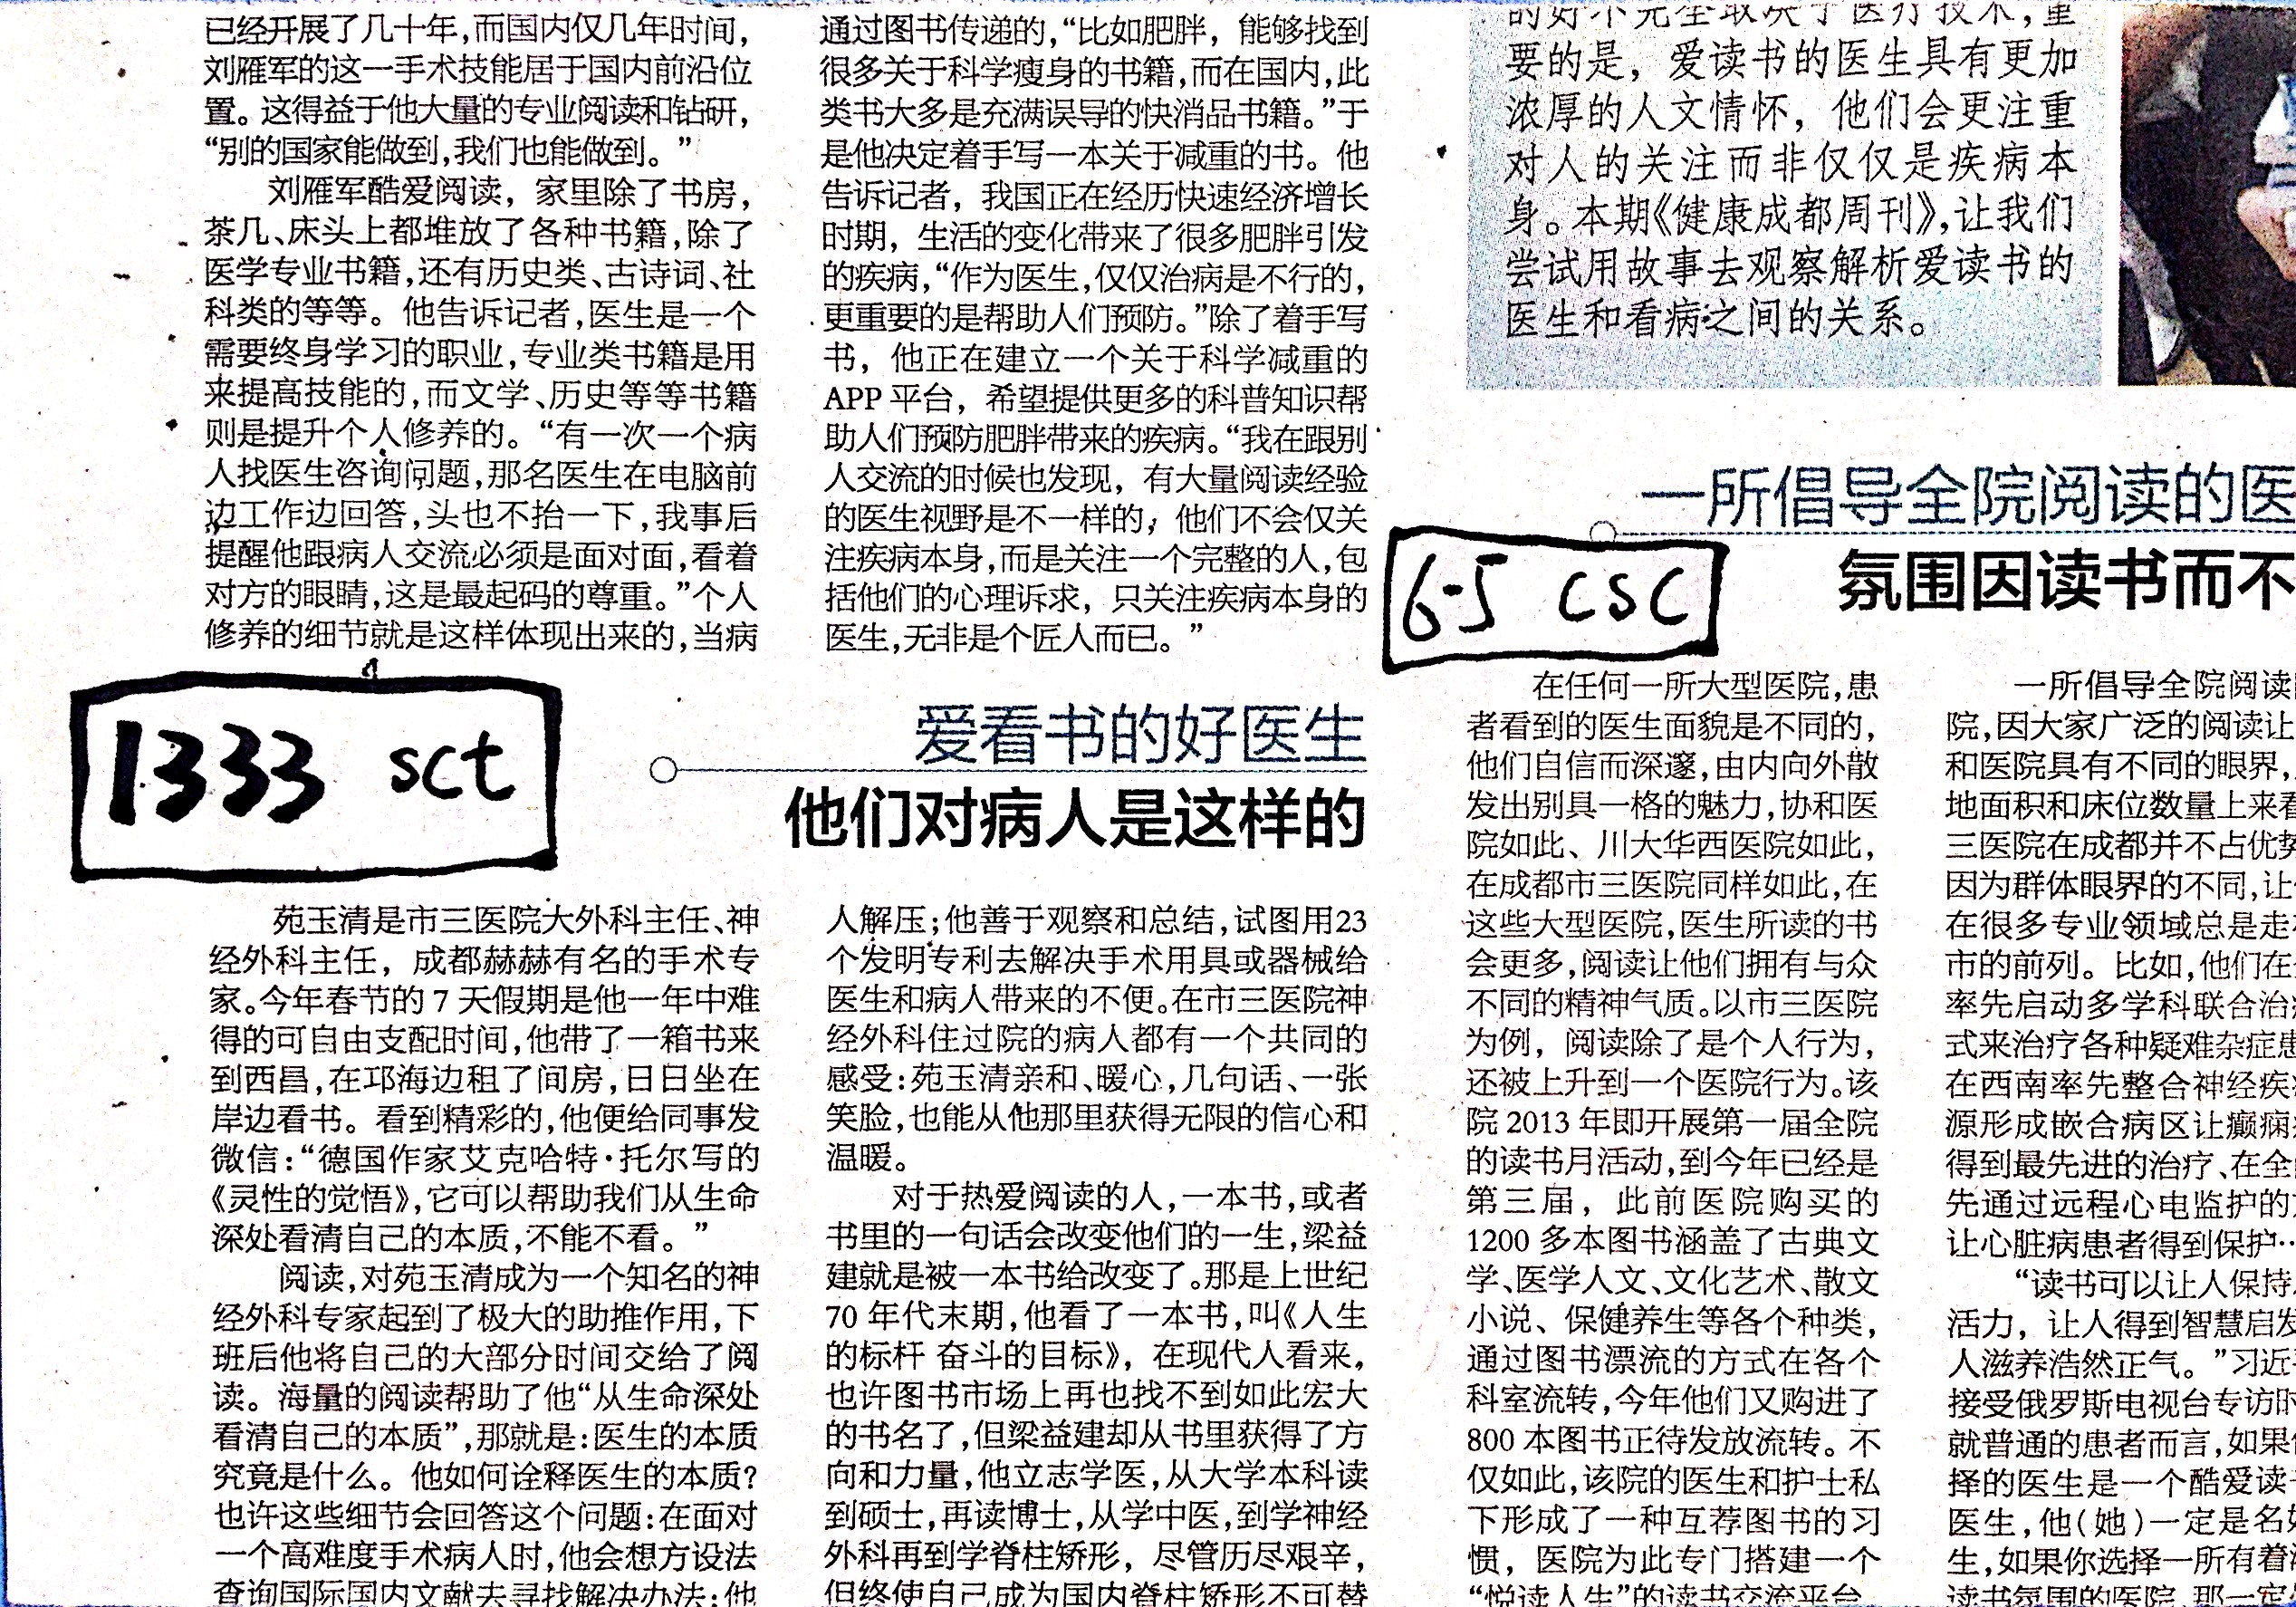 已经开展了几十年,而国内仅几年时间,
刘雁军的这一手术技能居于国内前沿位
置。这得益于他大量的专业阅读和钻研,
“别的国家能做到,我们也能做到。”
刘雁军酷爱阅读，家里除了书房,
茶几、床头上都堆放了各种书籍,除了
医学专业书籍,还有历史类、古诗词、社
科类的等等。他告诉记者,医生是一个
需要终身学习的职业,专业类书籍是用
来提高技能的,而文学、历史等等书籍
则是提升个人修养的。“有一次一个病
人找医生咨询问题,那名医生在电脑前
边工作边回答,头也不抬一下,我事后
提醒他跟病人交流必须是面对面,看着
对方的眼睛,这是最起码的尊重。”个人
修养的细节就是这样体现出来的,当病
通过图书传递的,“比如肥胖，能够找到
很多关于科学瘦身的书籍,而在国内,此
类书大多是充满误导的快消品书籍。”于
是他决定着手写一本关于减重的书。他
告诉记者，我国正在经历快速经济增长
时期，生活的变化带来了很多肥胖引发
的疾病,“作为医生,仅仅治病是不行的,
更重要的是帮助人们预防。”除了着手写
书，他正在建立一个关于科学减重的
APP 平台，希望提供更多的科普知识帮
助人们预防肥胖带来的疾病。“我在跟别
人交流的时候也发现，有大量阅读经验
的医生视野是不一样的，他们不会仅关
注疾病本身,而是关注一个完整的人,包
括他们的心理诉求，只关注疾病本身的
医生,无非是个匠人而已。”
的好不完全取决于医疗技术,重
要的是，爱读书的医生具有更加
浓厚的人文情怀，他们会更注重
对人的关注而非仅仅是疾病本
身。本期《健康成都周刊》,让我们
尝试用故事去观察解析爱读书的
医生和看病之间的关系。
1333 sct
爱看书的好医生
他们对病人是这样的
苑玉清是市三医院大外科主任、神
经外科主任，成都赫赫有名的手术专
家。今年春节的 7 天假期是他一年中难
得的可自由支配时间,他带了一箱书来
到西昌,在邛海边租了间房,日日坐在
岸边看书。看到精彩的,他便给同事发
微信:“德国作家艾克哈特·托尔写的
《灵性的觉悟》,它可以帮助我们从生命
深处看清自己的本质,不能不看。”
阅读,对苑玉清成为一个知名的神
经外科专家起到了极大的助推作用,下
班后他将自己的大部分时间交给了阅
读。海量的阅读帮助了他“从生命深处
看清自己的本质”,那就是:医生的本质
究竟是什么。他如何诠释医生的本质?
也许这些细节会回答这个问题:在面对
一个高难度手术病人时,他会想方设法
查询国际国内文献去寻找解决办法;他
人解压;他善于观察和总结,试图用23
个发明专利去解决手术用具或器械给
医生和病人带来的不便。在市三医院神
经外科住过院的病人都有一个共同的
感受:苑玉清亲和、暖心,几句话、一张
笑脸,也能从他那里获得无限的信心和
温暖。
对于热爱阅读的人,一本书,或者
书里的一句话会改变他们的一生,梁益
建就是被一本书给改变了。那是上世纪
70 年代末期,他看了一本书,叫《人生
的标杆 奋斗的目标》，在现代人看来,
也许图书市场上再也找不到如此宏大
的书名了,但梁益建却从书里获得了方
向和力量,他立志学医,从大学本科读
到硕士,再读博士,从学中医,到学神经
外科再到学脊柱矫形，尽管历尽艰辛,
但终使自己成为国内脊柱矫形不可替
一所倡导全院阅读的医
氛围因读书而不
6-5 CSC
在任何一所大型医院,患
者看到的医生面貌是不同的,
他们自信而深邃,由内向外散
发出别具一格的魅力,协和医
院如此、川大华西医院如此,
在成都市三医院同样如此,在
这些大型医院,医生所读的书
会更多,阅读让他们拥有与众
不同的精神气质。以市三医院
为例，阅读除了是个人行为,
还被上升到一个医院行为。该
院 2013 年即开展第一届全院
的读书月活动,到今年已经是
第三届，此前医院购买的
1200 多本图书涵盖了古典文
学、医学人文、文化艺术、散文
小说、保健养生等各个种类,
通过图书漂流的方式在各个
科室流转,今年他们又购进了
800 本图书正待发放流转。不
仅如此,该院的医生和护士私
下形成了一种互荐图书的习
惯，医院为此专门搭建一个
“悦读人生”的读书交流平台
一所倡导全院阅读
院,因大家广泛的阅读让
和医院具有不同的眼界,
地面积和床位数量上来看
三医院在成都并不占优势
因为群体眼界的不同,让
在很多专业领域总是走
市的前列。比如,他们在
率先启动多学科联合治
式来治疗各种疑难杂症患
在西南率先整合神经疾
源形成嵌合病区让癫痫
得到最先进的治疗、在全
先通过远程心电监护的
让心脏病患者得到保护…
“读书可以让人保持
活力，让人得到智慧启发
人滋养浩然正气。”习近
接受俄罗斯电视台专访时
就普通的患者而言,如果
择的医生是一个酷爱读
医生,他(她)一定是名
生,如果你选择一所有着
读书氛围的医院,那一定